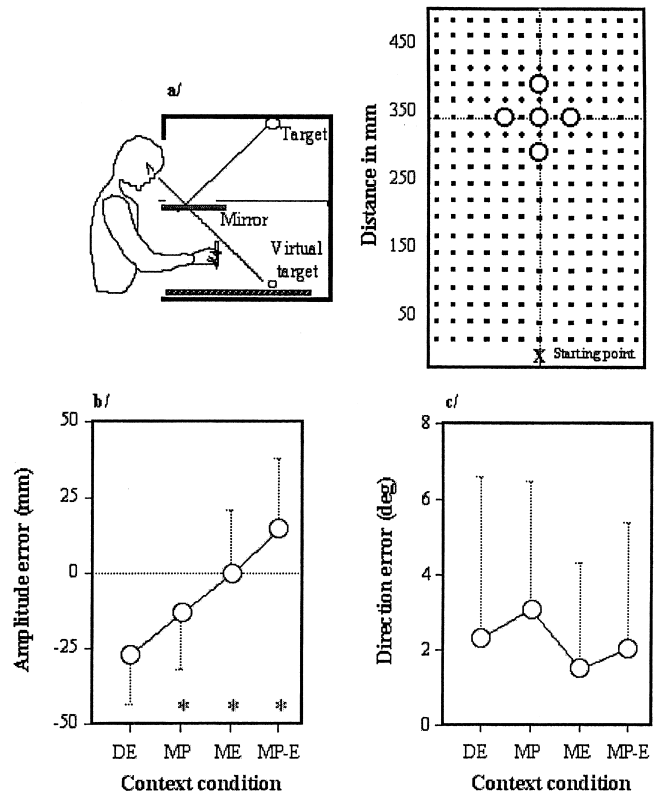 a/
Target
Mirror
Virtual
target
Distance in mm
450
350
250
150
50
X Starting point
b/
Amplitude error (mm)
50
25
0
-25
-50
* * *
DE MP ME MP-E
Context condition
c/
Direction error (deg)
8
6
4
2
0
DE MP ME MP-E
Context condition